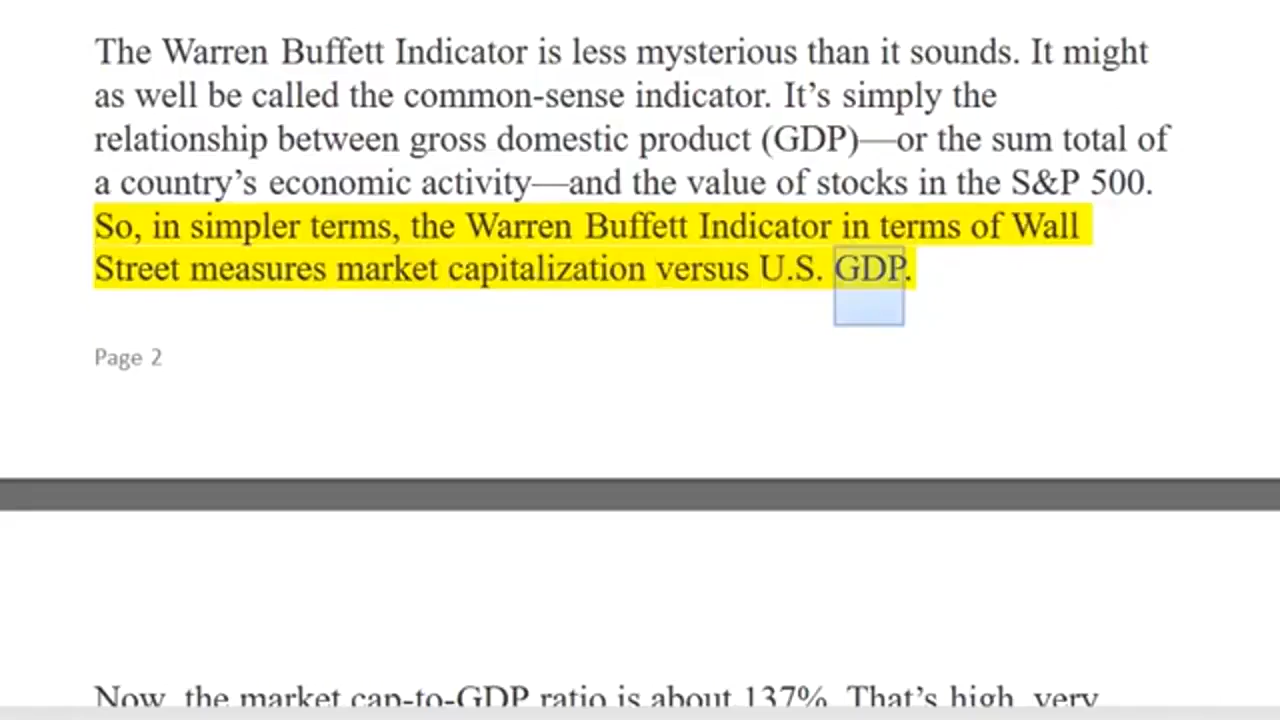 The Warren Buffett Indicator is less mysterious than it sounds. It might
as well be called the common-sense indicator. It’s simply the
relationship between gross domestic product (GDP)—or the sum total of
a country’s economic activity—and the value of stocks in the S&P 500.
So, in simpler terms, the Warren Buffett Indicator in terms of Wall
Street measures market capitalization versus U.S. GDP.
Page 2
Now, the market cap-to-GDP ratio is about 137%. That’s high, very